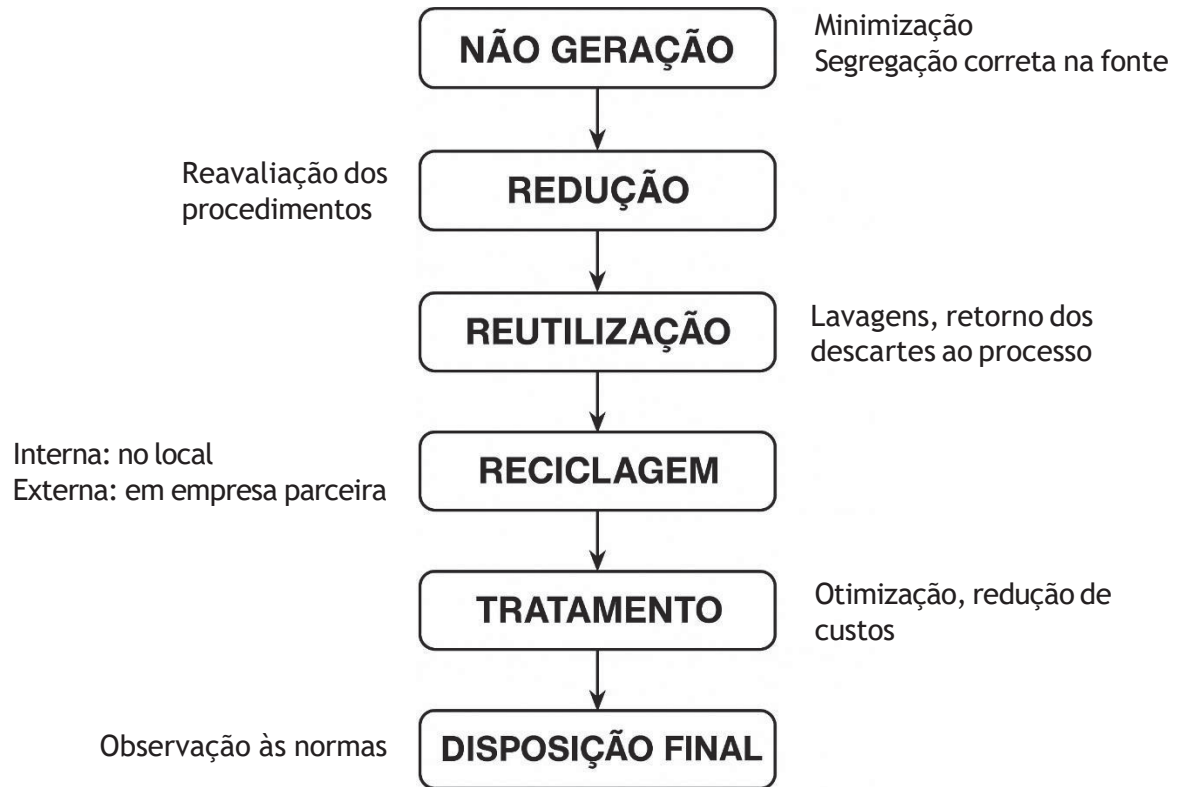 NÃO GERAÇÃO
Minimização
Segregação correta na fonte
Reavaliação dos
procedimentos
REDUÇÃO
REUTILIZAÇÃO
Lavagens, retorno dos
descartes ao processo
Interna: no local
Externa: em empresa parceira
RECICLAGEM
TRATAMENTO
Otimização, redução de
custos
Observação às normas
DISPOSIÇÃO FINAL